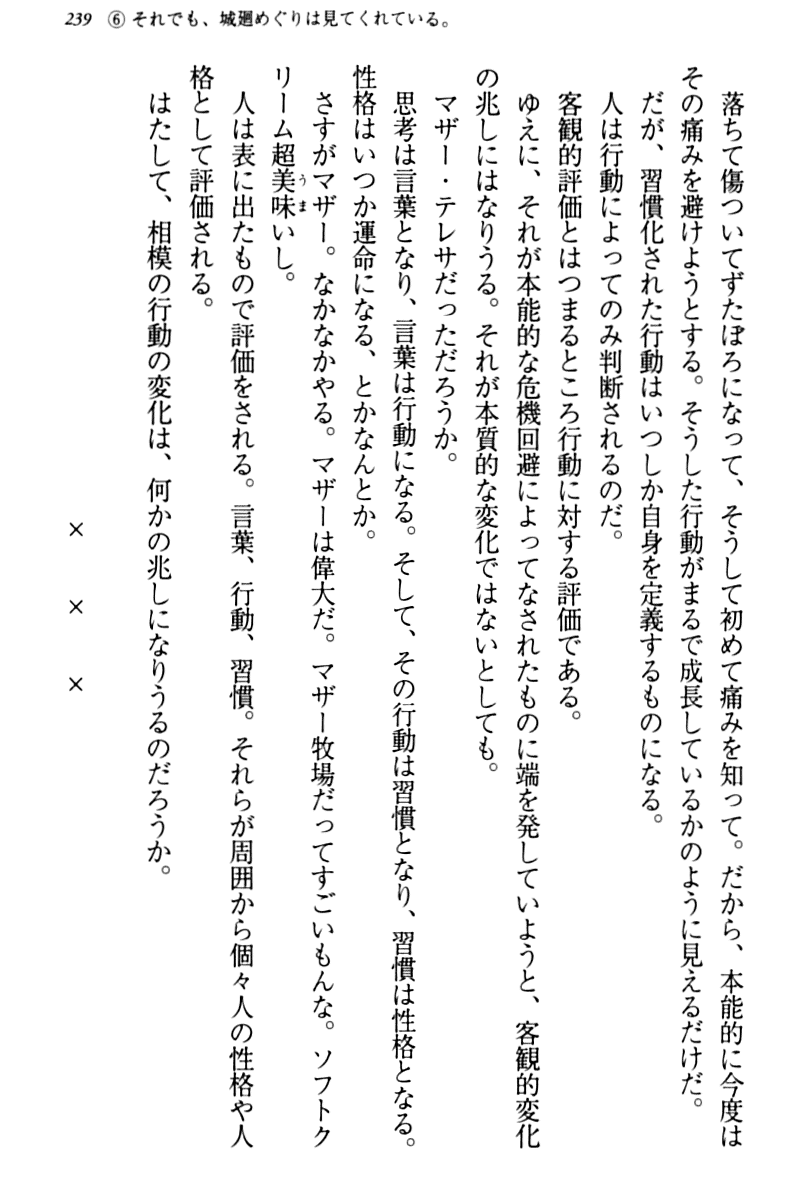 239 ⑥ それでも、城廻めぐりは見てくれている。
落ちて傷ついてずたぼろになって、そうして初めて痛みを知って。だから、本能的に今度は
その痛みを避けようとする。そうした行動がまるで成長しているかのように見えるだけだ。
だが、習慣化された行動はいつしか自身を定義するものになる。
人は行動によってのみ判断されるのだ。
客観的評価とはつまるところ行動に対する評価である。
ゆえに、それが本能的な危機回避によってなされたものに端を発していようと、客観的変化
の兆しにはなりうる。それが本質的な変化ではないとしても。
マザー・テレサだっただろうか。
思考は言葉となり、言葉は行動になる。そして、その行動は習慣となり、習慣は性格となる。
性格はいつか運命になる、とかなんとか。
さすがマザー。なかなかやる。マザーは偉大だ。マザー牧場だってすごいもんな。ソフトク
リーム超美味いし。
うま
人は表に出たもので評価をされる。言葉、行動、習慣。それらが周囲から個々人の性格や人
格として評価される。
はたして、相模の行動の変化は、何かの兆しになりうるのだろうか。
× × ×